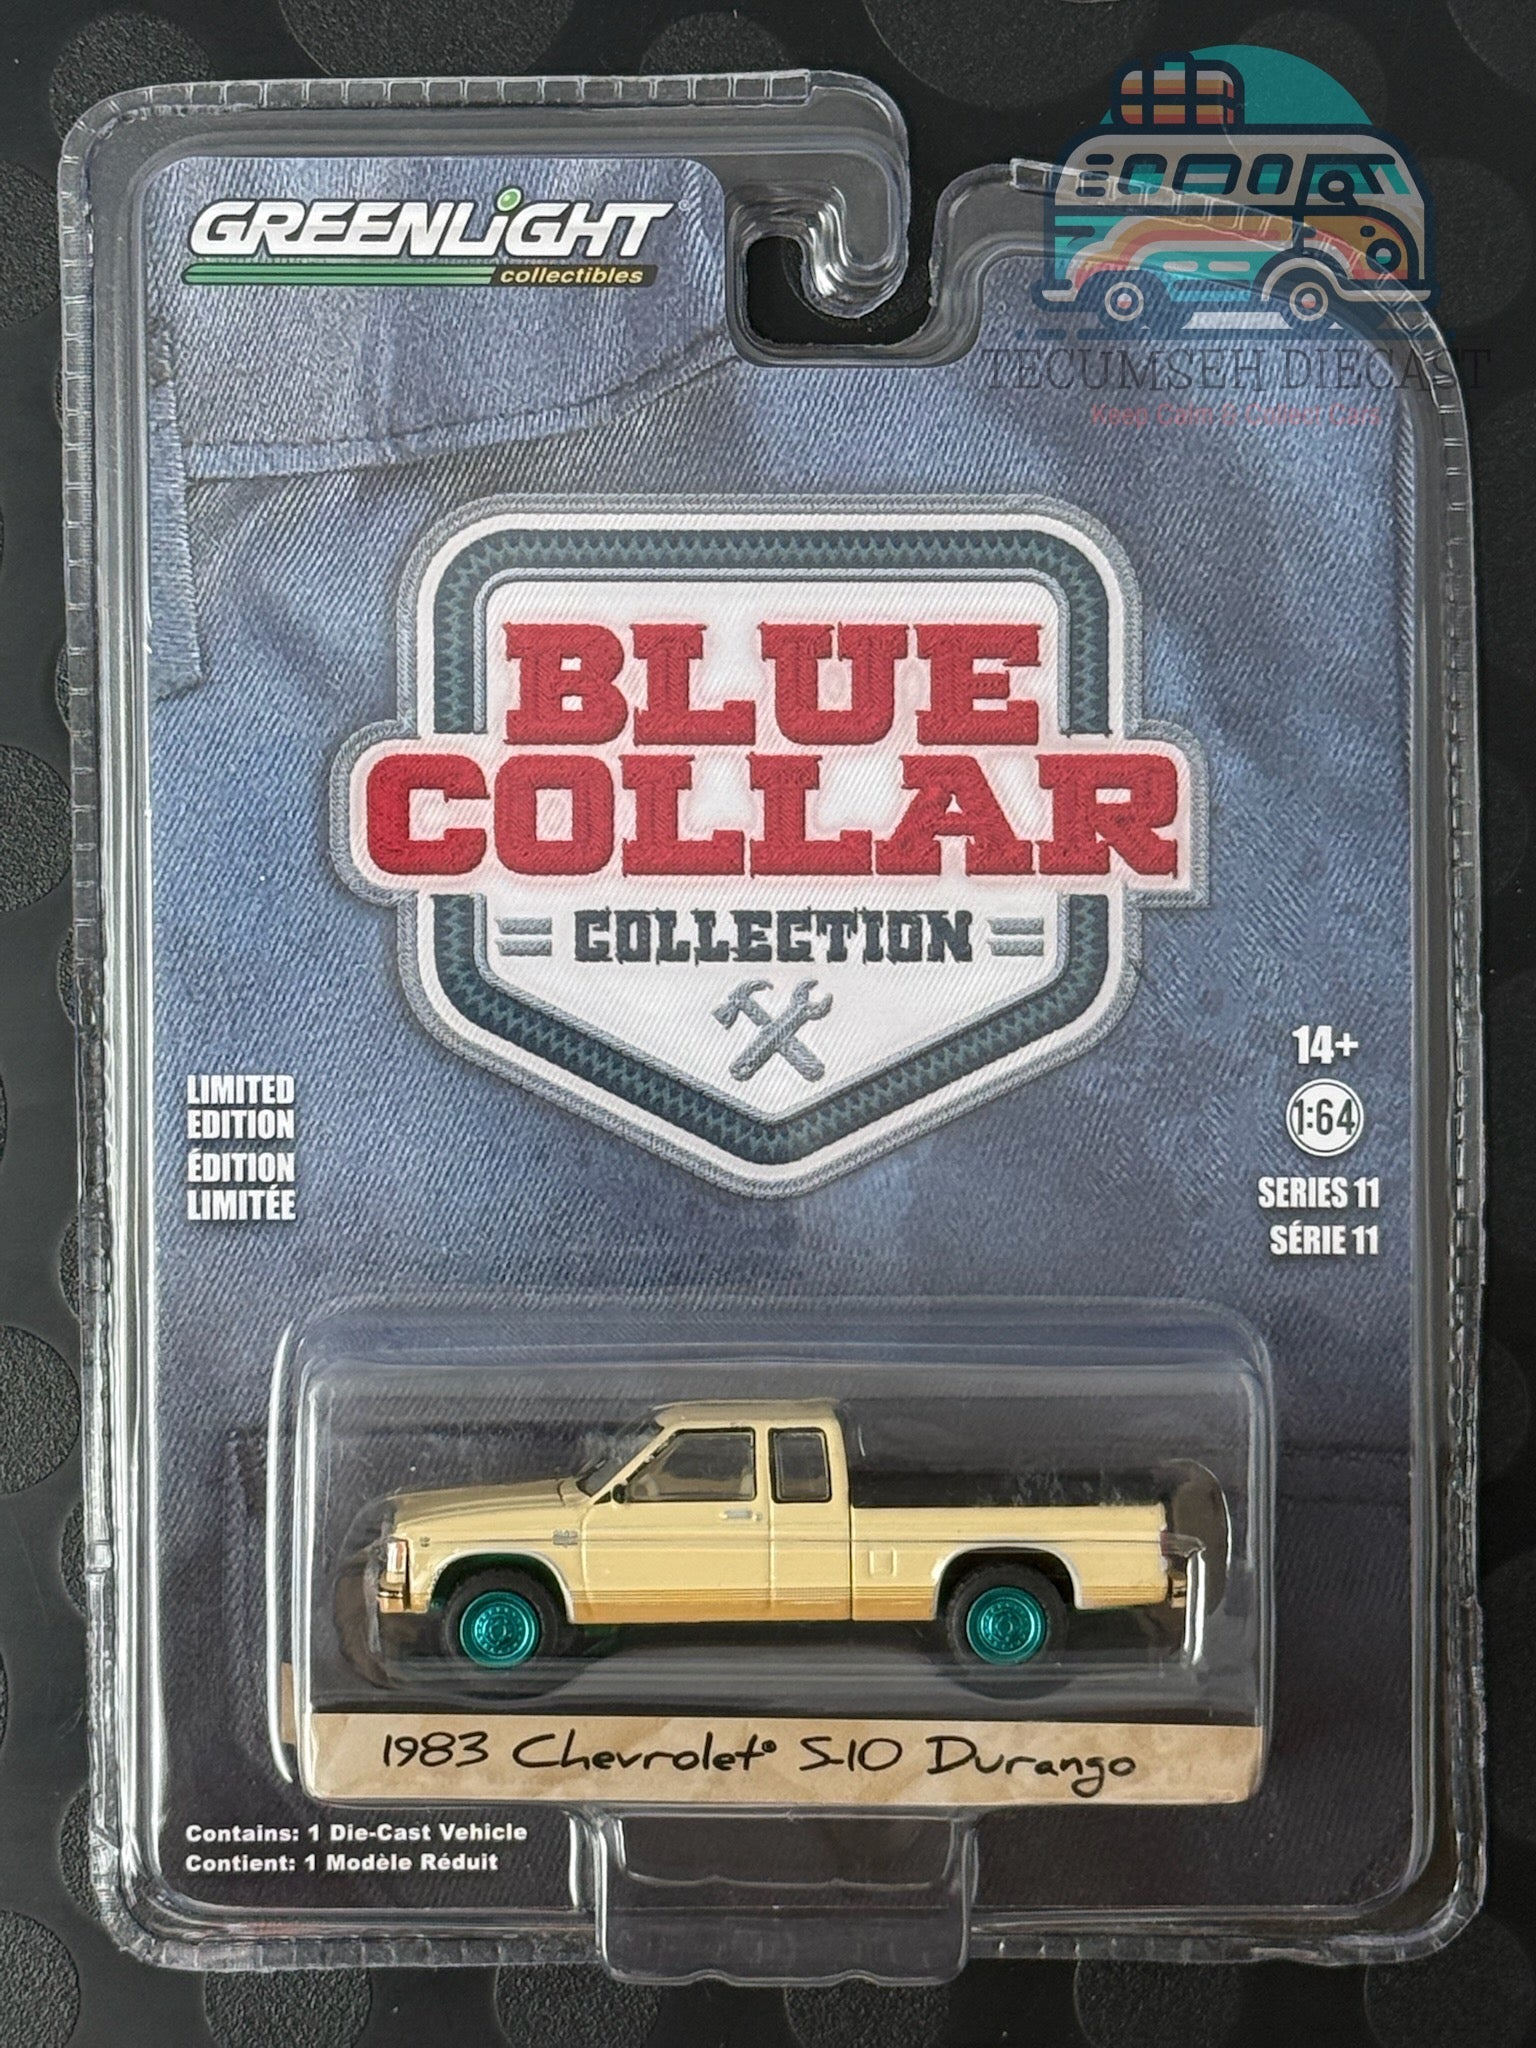 GREENLiGHT®
collectibles
TECUMSEH DIECAST
Keep Calm & Collect Cars
BLUE
COLLAR
COLLECTION
14+
1:64
SERIES 11
SÉRIE 11
LIMITED
EDITION
ÉDITION
LIMITÉE
1983 Chevrolet® S-10 Durango
Contains: 1 Die-Cast Vehicle
Contient: 1 Modèle Réduit